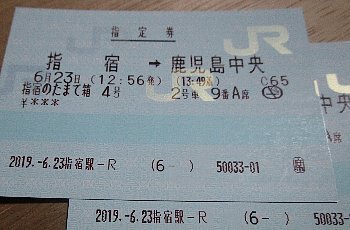 指定券
指宿 → 鹿児島中央
6月23日 (12:56発) (13:49着) C65
指宿のたまて箱 4号 2号車 9番A席
¥***
2019.-6.23指宿駅-R (6- ) 50033-01
央
席
2019.-6.23指宿駅-R (6- )
JR